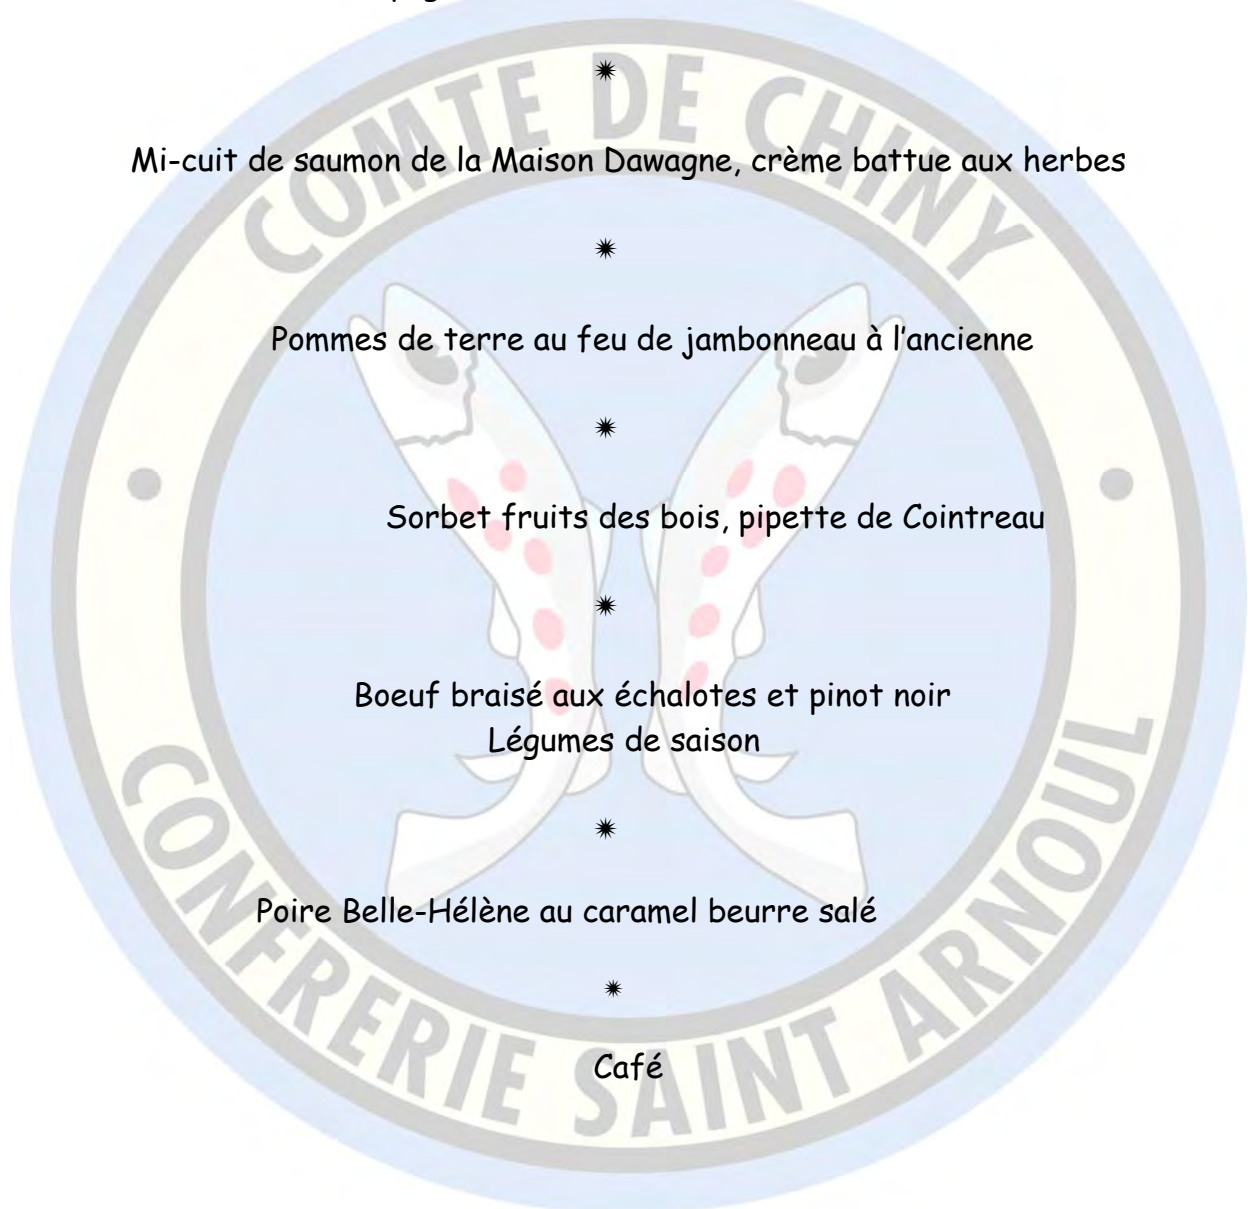 COMTE DE CHINY
Mi-cuit de saumon de la Maison Dawagne, crème battue aux herbes
Pommes de terre au feu de jambonneau à l'ancienne
Sorbet fruits des bois, pipette de Cointreau
Boeuf braisé aux échalotes et pinot noir
Légumes de saison
Poire Belle-Hélène au caramel beurre salé
Café
CONFRERIE SAINT ARNOUL